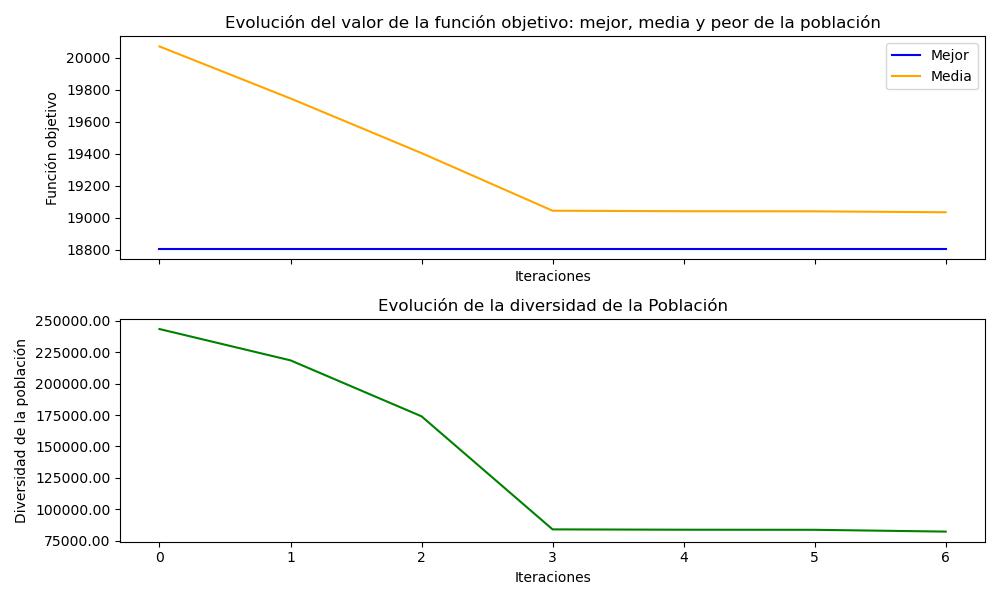 Evolución del valor de la función objetivo: mejor, media y peor de la población
Función objetivo
20000
19800
19600
19400
19200
19000
18800
Mejor
Media
Iteraciones
Evolución de la diversidad de la Población
Diversidad de la población
250000.00
225000.00
200000.00
175000.00
150000.00
125000.00
100000.00
75000.00
0 1 2 3 4 5 6
Iteraciones